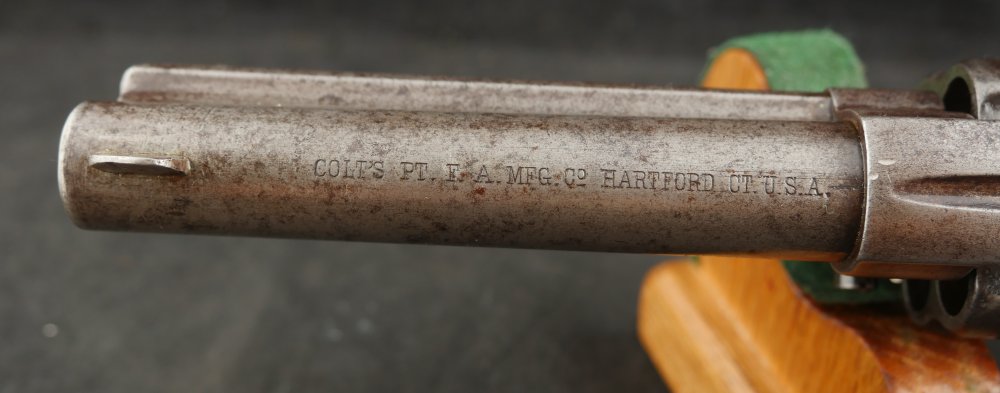 COLT'S PT. F. A. MFG. Co HARTFORD. CT. U.S.A.